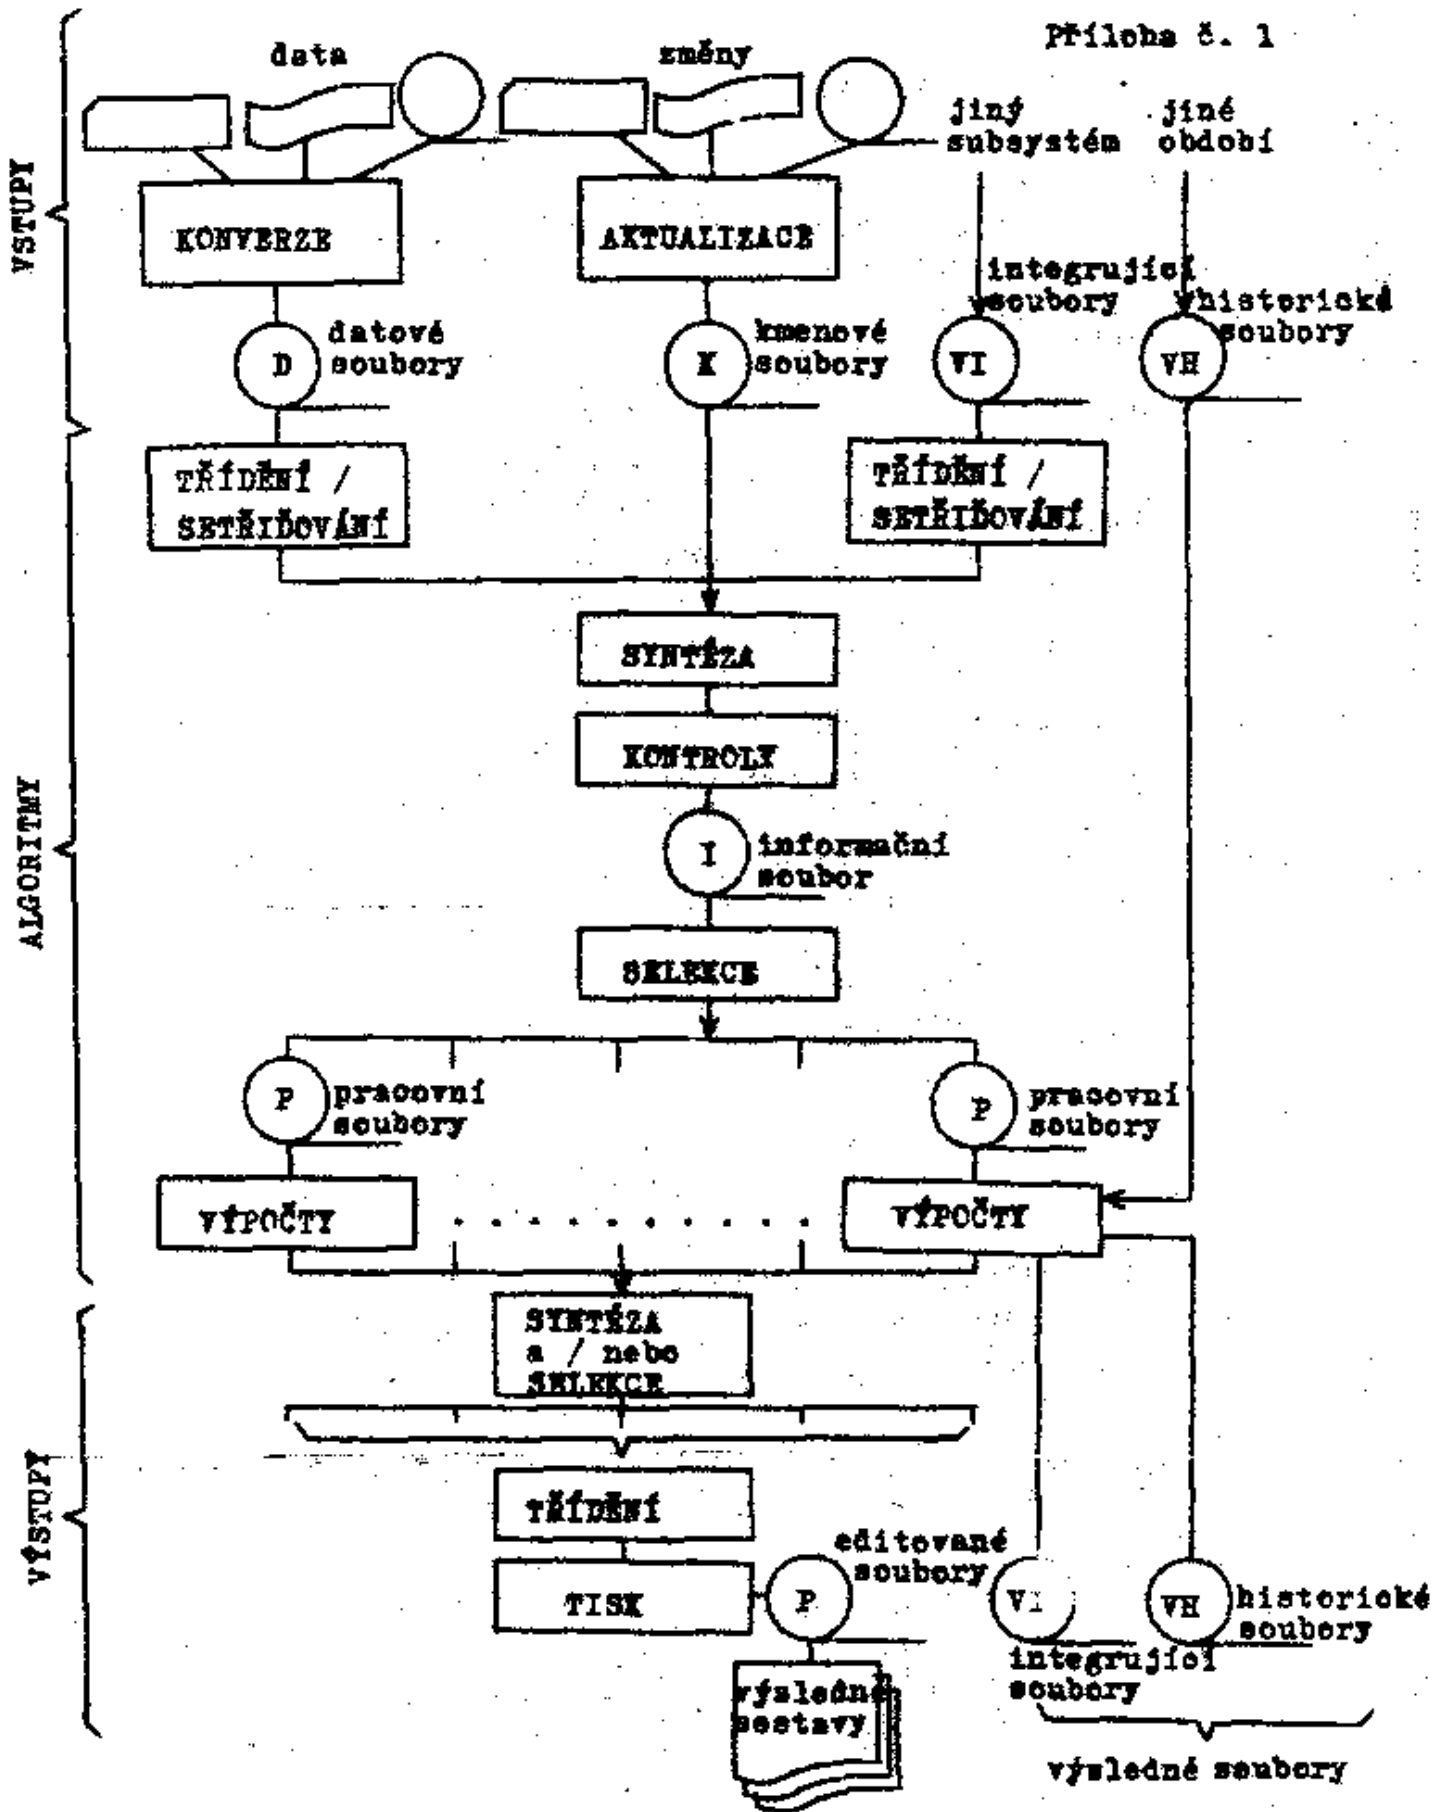 Příloha č. 1
data
změny
jiný
subsystém
jiné
období
VSTUPY
KONVERZE
AKTUALIZACE
integrující
soubory
historické
soubory
D
datové
soubory
K
kmenové
soubory
VI
VH
TŘÍDĚNÍ /
SETŘIĎOVÁNÍ
TŘÍDĚNÍ /
SETŘIĎOVÁNÍ
SYNTÉZA
KONTROLY
ALGORITMY
I
informační
soubor
SELEKCE
P
pracovní
soubory
P
pracovní
soubory
VÝPOČTY
. . . . . . . . . .
VÝPOČTY
SYNTÉZA
a / nebo
SELEKCE
VÝSTUPY
TŘÍDĚNÍ
TISK
P
editované
soubory
VI
integrující
soubory
VH
historické
soubory
výsledné
sestavy
výsledné soubory